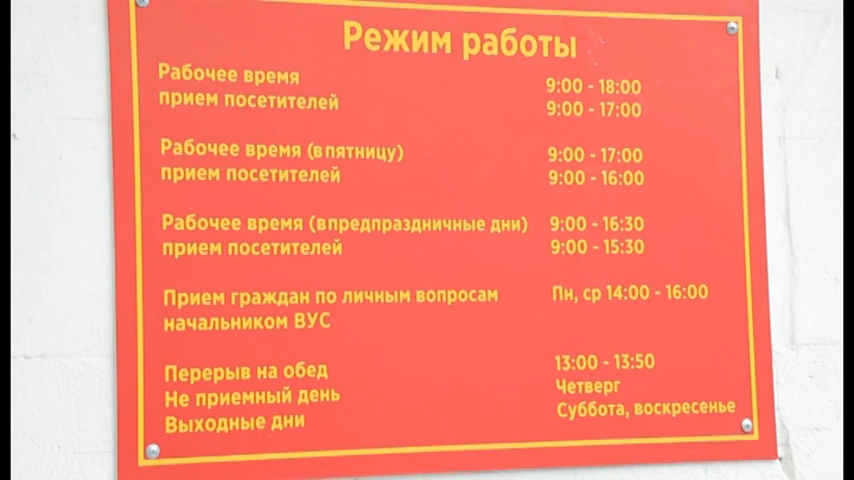 Режим работы
Рабочее время 9:00 - 18:00
прием посетителей 9:00 - 17:00
Рабочее время (впятницу) 9:00 - 17:00
прием посетителей 9:00 - 16:00
Рабочее время (впредпраздничные дни) 9:00 - 16:30
прием посетителей 9:00 - 15:30
Прием граждан по личным вопросам Пн, ср 14:00 - 16:00
начальником ВУС
Перерыв на обед 13:00 - 13:50
Не приемный день Четверг
Выходные дни Суббота, воскресенье